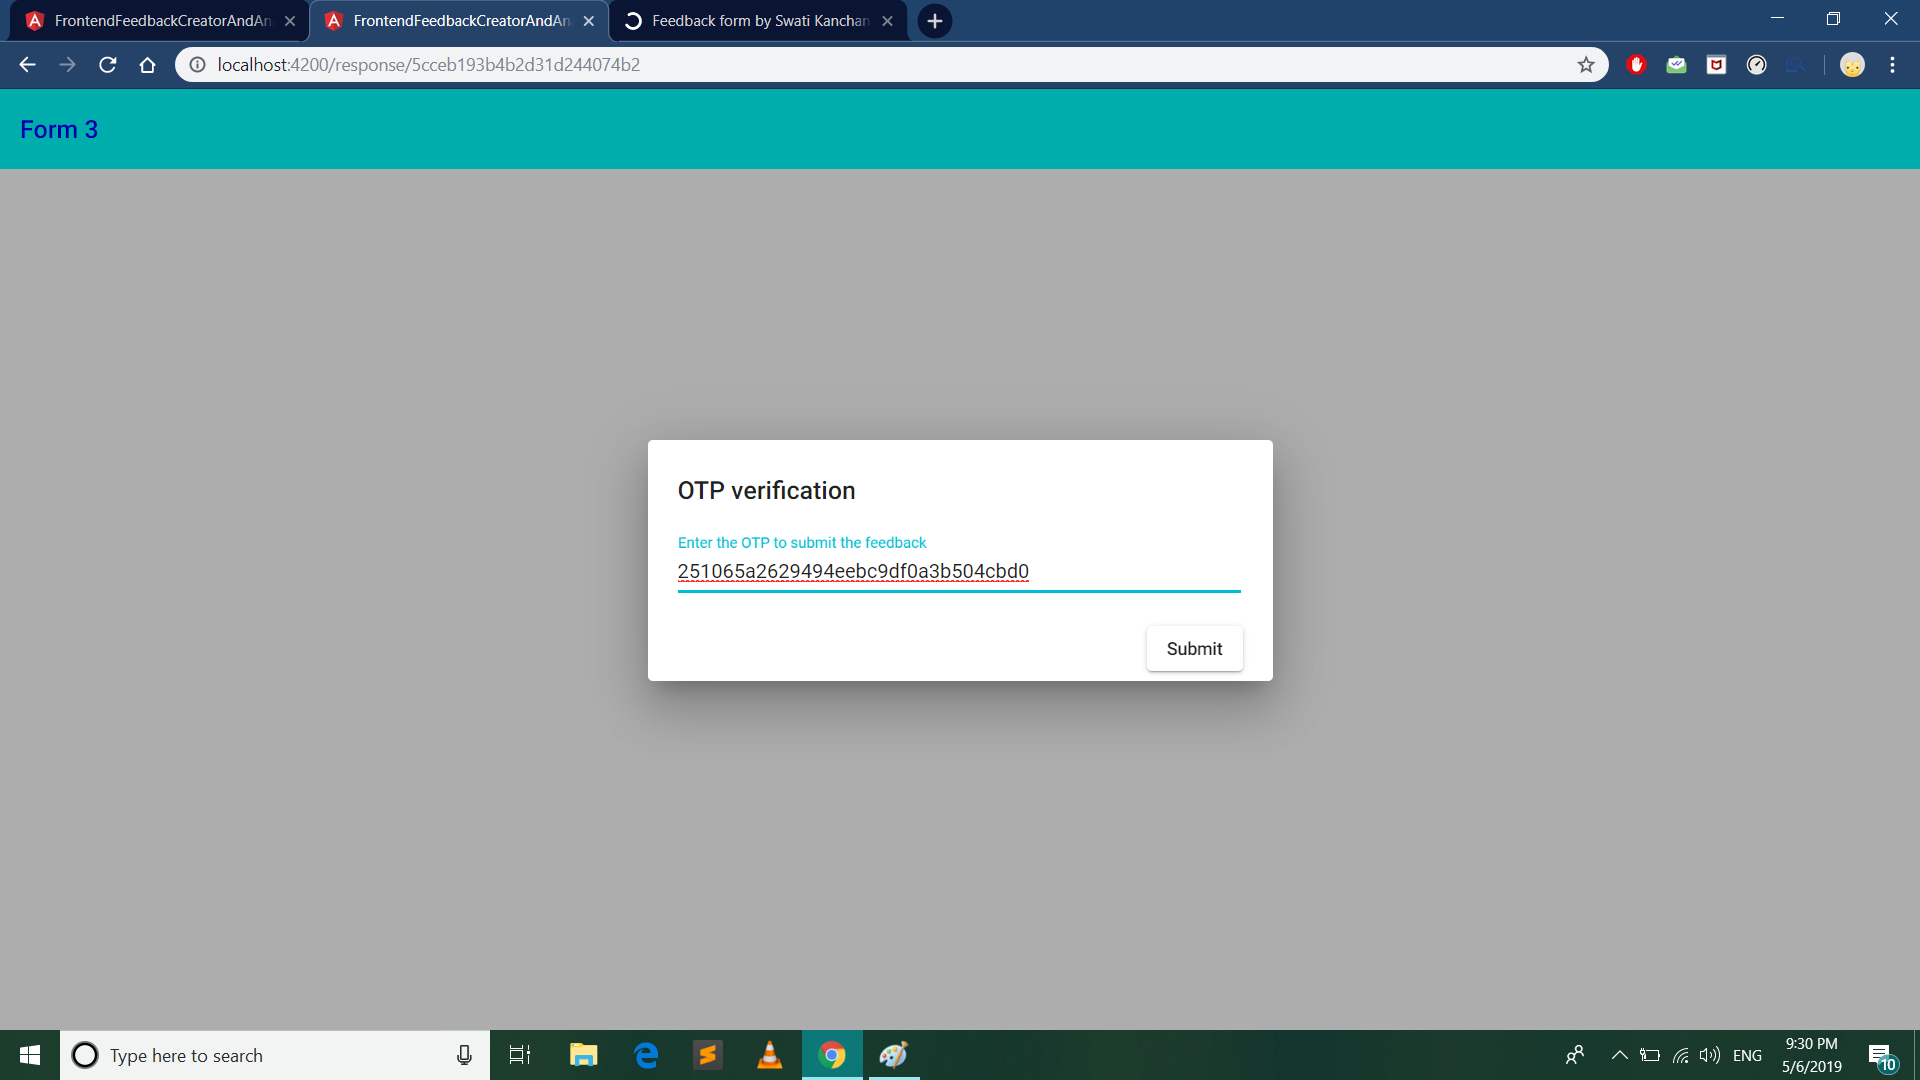 FrontendFeedbackCreatorAndAn
FrontendFeedbackCreatorAndAn
Feedback form by Swati Kanchan
localhost:4200/response/5cceb193b4b2d31d244074b2
Form 3
OTP verification
Enter the OTP to submit the feedback
251065a2629494eebc9df0a3b504cbd0
Submit
Type here to search
ENG
9:30 PM
5/6/2019
10